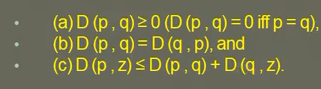 • (a) D (p , q) ≥ 0 (D (p , q) = 0 iff p = q),
• (b) D (p , q) = D (q , p), and
• (c) D (p , z) ≤ D (p , q) + D (q , z).